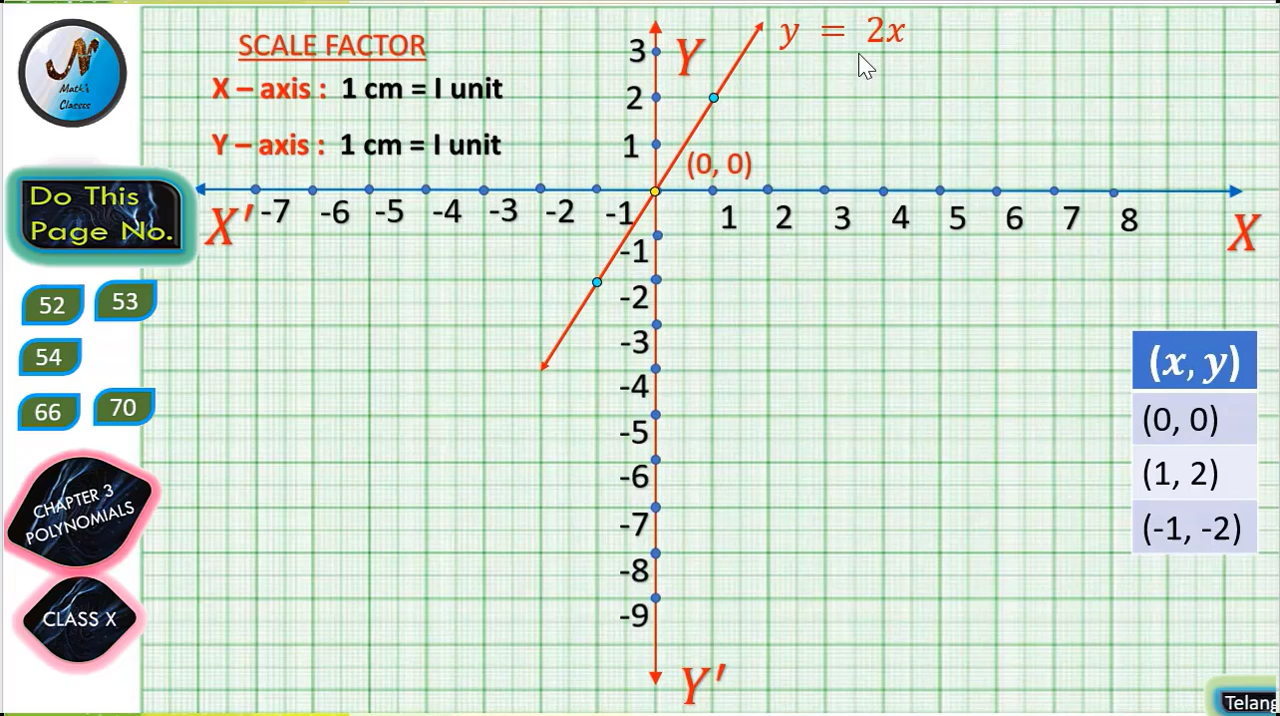 N
Math's
Classes
SCALE FACTOR
X – axis : 1 cm = I unit
Y – axis : 1 cm = I unit
y = 2x
Y
3
2
1
(0, 0)
X' -7 -6 -5 -4 -3 -2 -1 1 2 3 4 5 6 7 8 X
-1
-2
-3
-4
-5
-6
-7
-8
-9
Y'
Do This
Page No.
52 53
54
66 70
CHAPTER 3
POLYNOMIALS
CLASS X
(x, y)
(0, 0)
(1, 2)
(-1, -2)
Telang